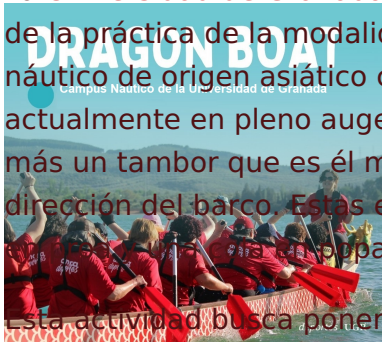 de la práctica de la modalid
DRAGON BOAT
náutico de origen asiático
Campus Náutico de la Universidad de Granada
actualmente en pleno auge
más un tambor que es él m
dirección del barco. Estas e
Esta actividad busca poner